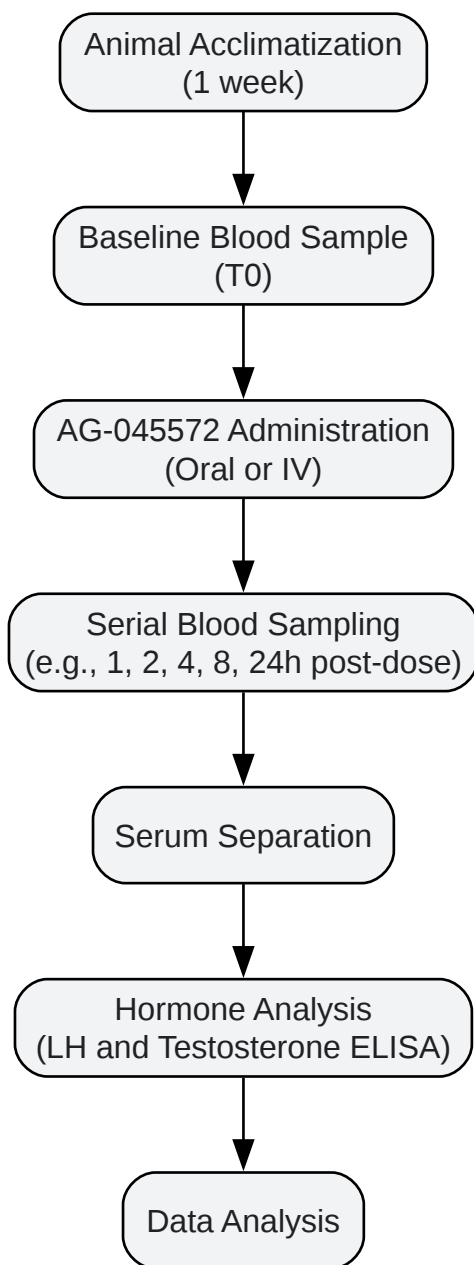 Animal Acclimatization
(1 week)
Baseline Blood Sample
(T0)
AG-045572 Administration
(Oral or IV)
Serial Blood Sampling
(e.g., 1, 2, 4, 8, 24h post-dose)
Serum Separation
Hormone Analysis
(LH and Testosterone ELISA)
Data Analysis